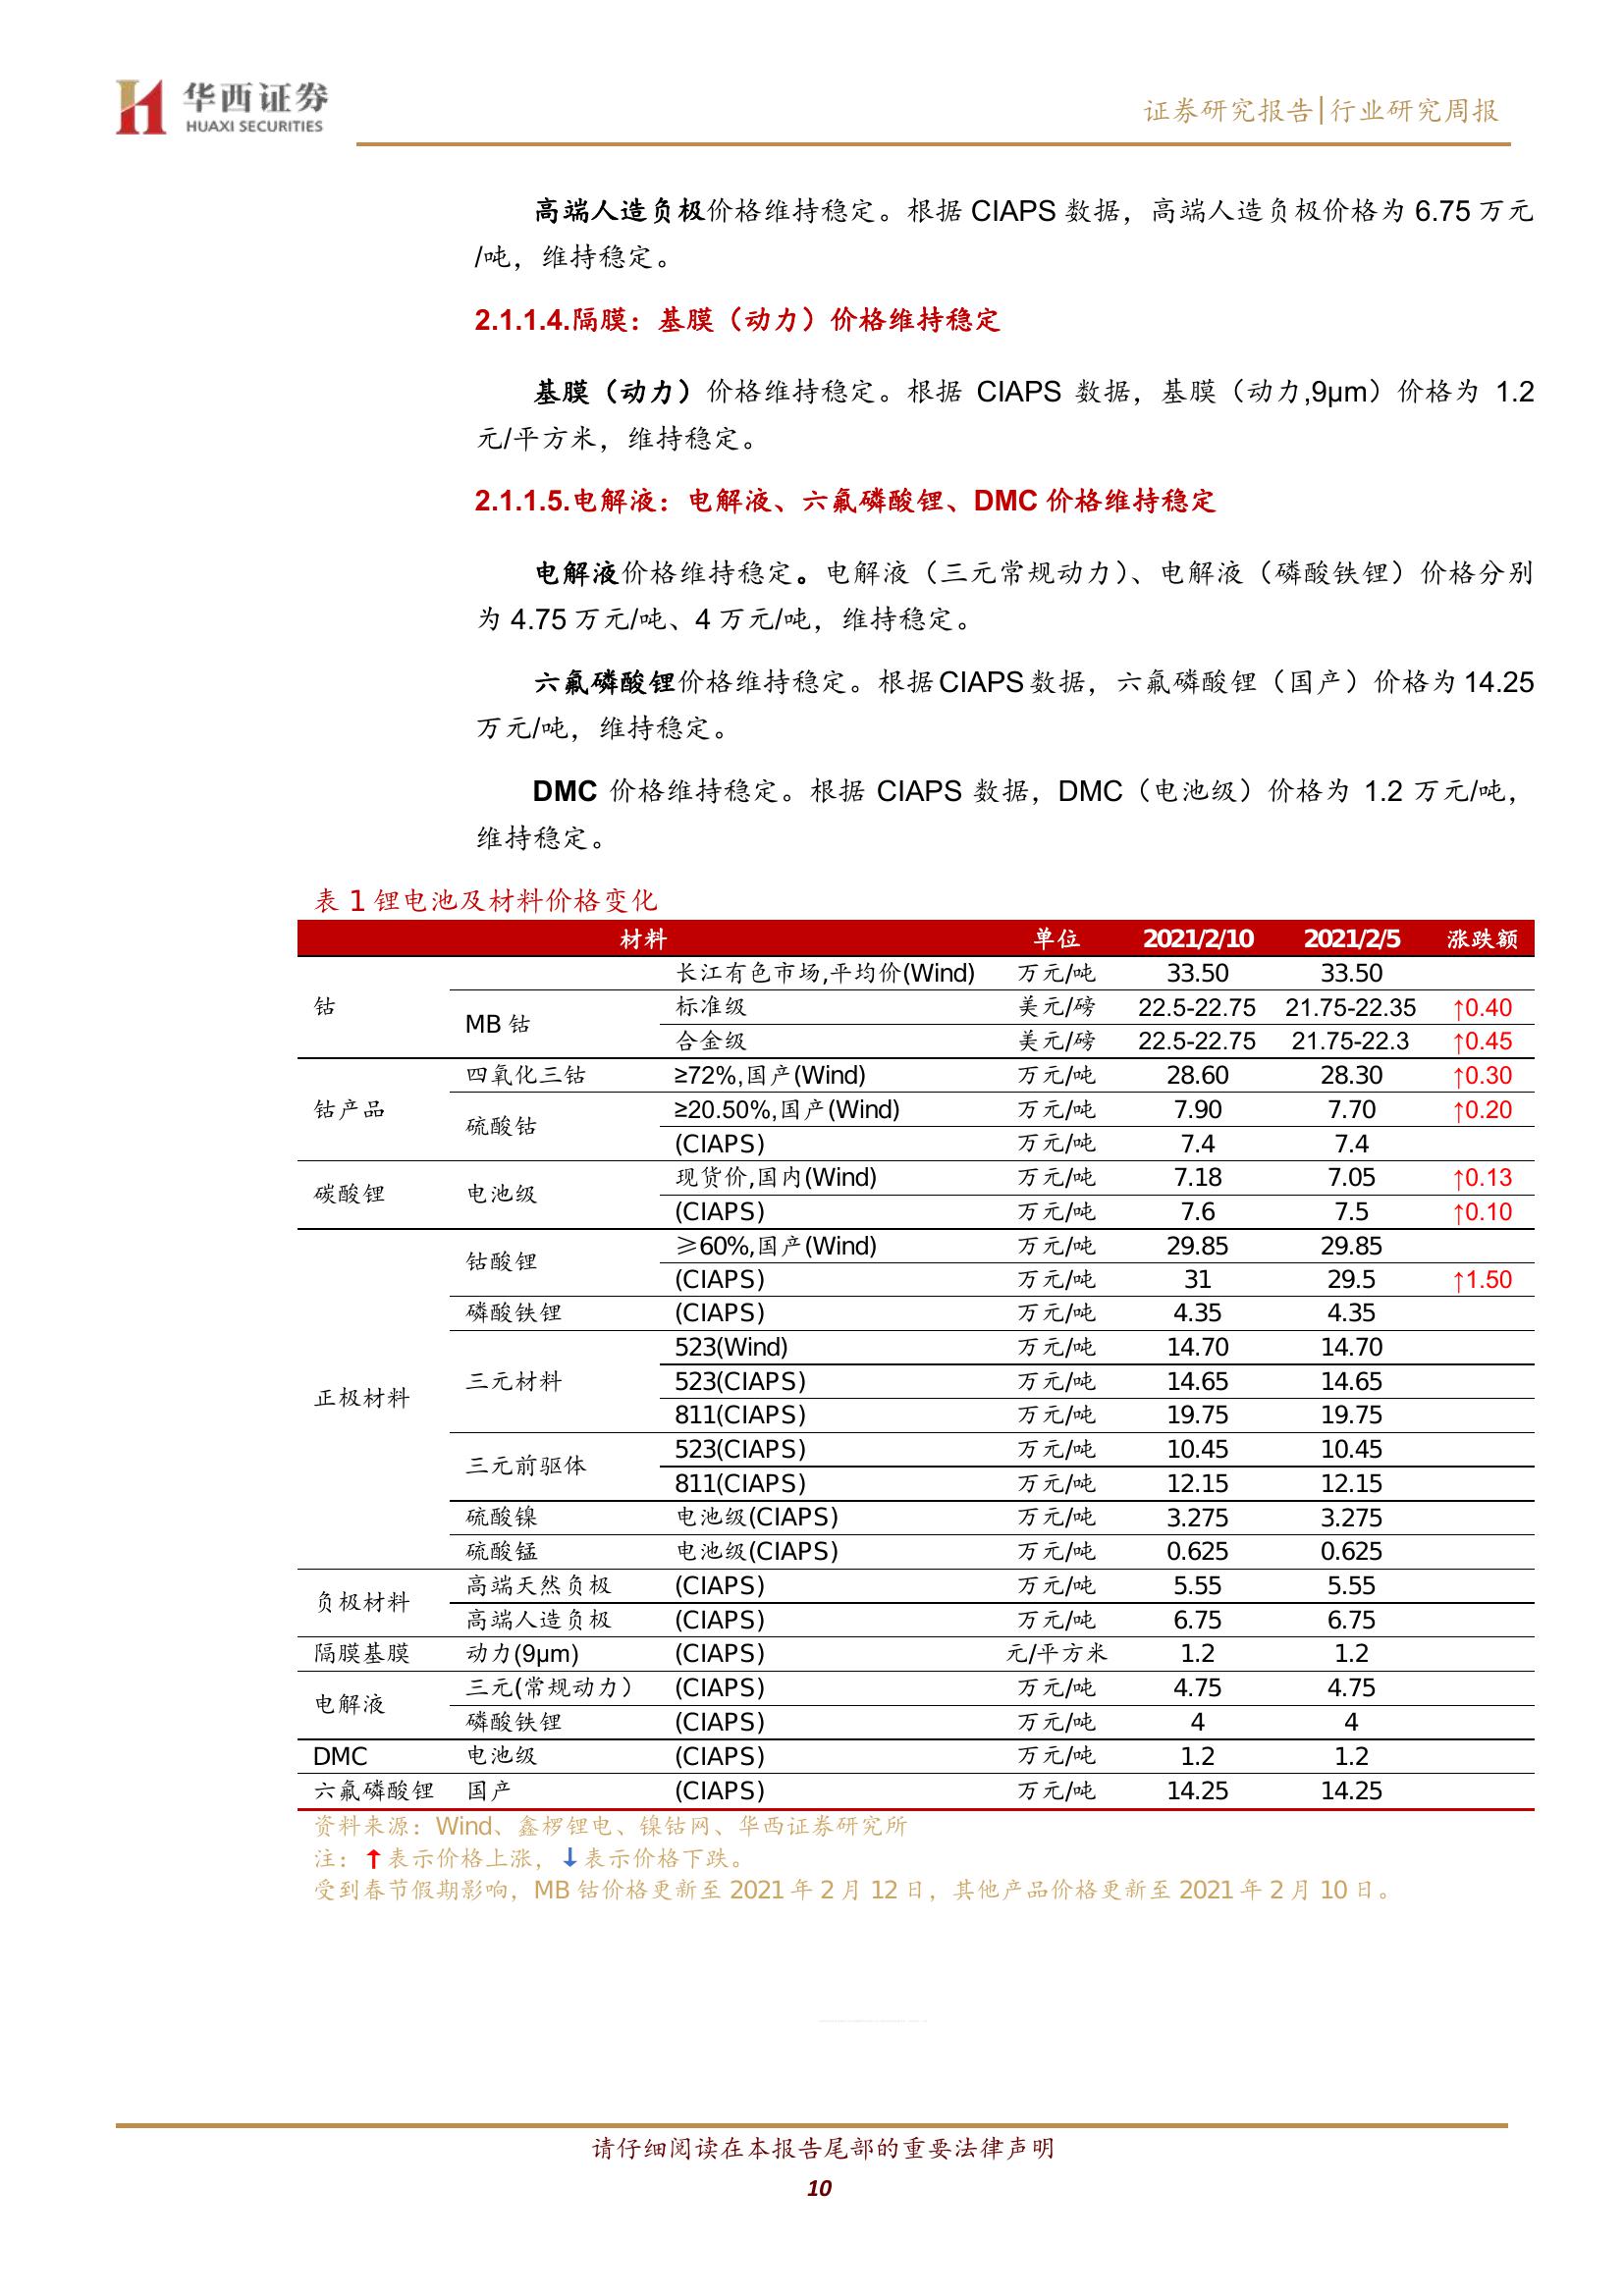 华西证券
HUAXI SECURITIES
证券研究报告|行业研究周报
高端人造负极价格维持稳定。根据 CIAPS 数据，高端人造负极价格为 6.75 万元
/吨，维持稳定。
2.1.1.4.隔膜：基膜（动力）价格维持稳定
基膜（动力）价格维持稳定。根据 CIAPS 数据，基膜（动力,9μm）价格为 1.2
元/平方米，维持稳定。
2.1.1.5.电解液：电解液、六氟磷酸锂、DMC 价格维持稳定
电解液价格维持稳定。电解液（三元常规动力）、电解液（磷酸铁锂）价格分别
为 4.75 万元/吨、4 万元/吨，维持稳定。
六氟磷酸锂价格维持稳定。根据 CIAPS 数据，六氟磷酸锂（国产）价格为 14.25
万元/吨，维持稳定。
DMC 价格维持稳定。根据 CIAPS 数据，DMC（电池级）价格为 1.2 万元/吨，
维持稳定。
表 1 锂电池及材料价格变化
材料 单位 2021/2/10 2021/2/5 涨跌额
钴 长江有色市场,平均价(Wind) 万元/吨 33.50 33.50
MB 钴 标准级 美元/磅 22.5-22.75 21.75-22.35 ↑0.40
合金级 美元/磅 22.5-22.75 21.75-22.3 ↑0.45
钴产品 四氧化三钴 ≥72%,国产(Wind) 万元/吨 28.60 28.30 ↑0.30
硫酸钴 ≥20.50%,国产(Wind) 万元/吨 7.90 7.70 ↑0.20
(CIAPS) 万元/吨 7.4 7.4
碳酸锂 电池级 现货价,国内(Wind) 万元/吨 7.18 7.05 ↑0.13
(CIAPS) 万元/吨 7.6 7.5 ↑0.10
正极材料 钴酸锂 ≥60%,国产(Wind) 万元/吨 29.85 29.85
(CIAPS) 万元/吨 31 29.5 ↑1.50
磷酸铁锂 (CIAPS) 万元/吨 4.35 4.35
三元材料 523(Wind) 万元/吨 14.70 14.70
523(CIAPS) 万元/吨 14.65 14.65
811(CIAPS) 万元/吨 19.75 19.75
三元前驱体 523(CIAPS) 万元/吨 10.45 10.45
811(CIAPS) 万元/吨 12.15 12.15
硫酸镍 电池级(CIAPS) 万元/吨 3.275 3.275
硫酸锰 电池级(CIAPS) 万元/吨 0.625 0.625
负极材料 高端天然负极 (CIAPS) 万元/吨 5.55 5.55
高端人造负极 (CIAPS) 万元/吨 6.75 6.75
隔膜基膜 动力(9μm) (CIAPS) 元/平方米 1.2 1.2
电解液 三元(常规动力） (CIAPS) 万元/吨 4.75 4.75
磷酸铁锂 (CIAPS) 万元/吨 4 4
DMC 电池级 (CIAPS) 万元/吨 1.2 1.2
六氟磷酸锂 国产 (CIAPS) 万元/吨 14.25 14.25
资料来源：Wind、鑫椤锂电、镍钴网、华西证券研究所
注：↑表示价格上涨，↓表示价格下跌。
受到春节假期影响，MB 钴价格更新至 2021 年 2 月 12 日，其他产品价格更新至 2021 年 2 月 10 日。
请仔细阅读在本报告尾部的重要法律声明
10